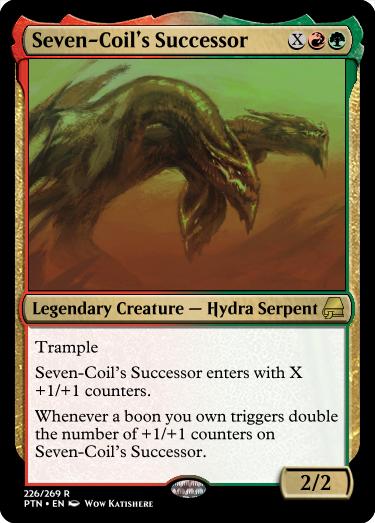 Seven-Coil's Successor X
Legendary Creature — Hydra Serpent
Trample
Seven-Coil's Successor enters with X
+1/+1 counters.
Whenever a boon you own triggers double
the number of +1/+1 counters on
Seven-Coil's Successor.
2/2
226/269 R
PTN • EN Wow Katishere